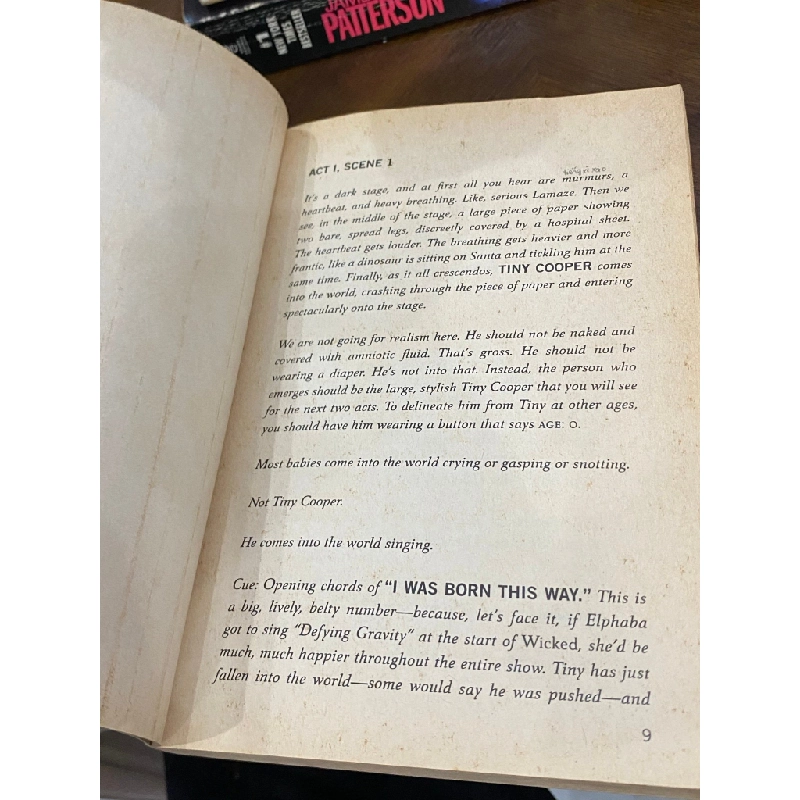 JAMES
PATTERSON
NEW YORK
TIMES
BESTSELLER
ACT I, SCENE 1
It's a dark stage, and at first all you hear are murmurs, a
heartbeat, and heavy breathing. Like, serious Lamaze. Then we
see, in the middle of the stage, a large piece of paper showing
two bare, spread legs, discreetly covered by a hospital sheet.
The heartbeat gets louder. The breathing gets heavier and more
frantic, like a dinosaur is sitting on Santa and tickling him at the
same time. Finally, as it all crescendos, TINY COOPER comes
into the world, crashing through the piece of paper and entering
spectacularly onto the stage.
We are not going for realism here. He should not be naked and
covered with amniotic fluid. That's gross. He should not be
wearing a diaper. He's not into that. Instead, the person who
emerges should be the large, stylish Tiny Cooper that you will see
for the next two acts. To delineate him from Tiny at other ages,
you should have him wearing a button that says AGE: 0.
Most babies come into the world crying or gasping or snotting.
Not Tiny Cooper.
He comes into the world singing.
Cue: Opening chords of "I WAS BORN THIS WAY." This is
a big, lively, belty number—because, let's face it, if Elphaba
got to sing "Defying Gravity" at the start of Wicked, she'd be
much, much happier throughout the entire show. Tiny has just
fallen into the world—some would say he was pushed—and
9